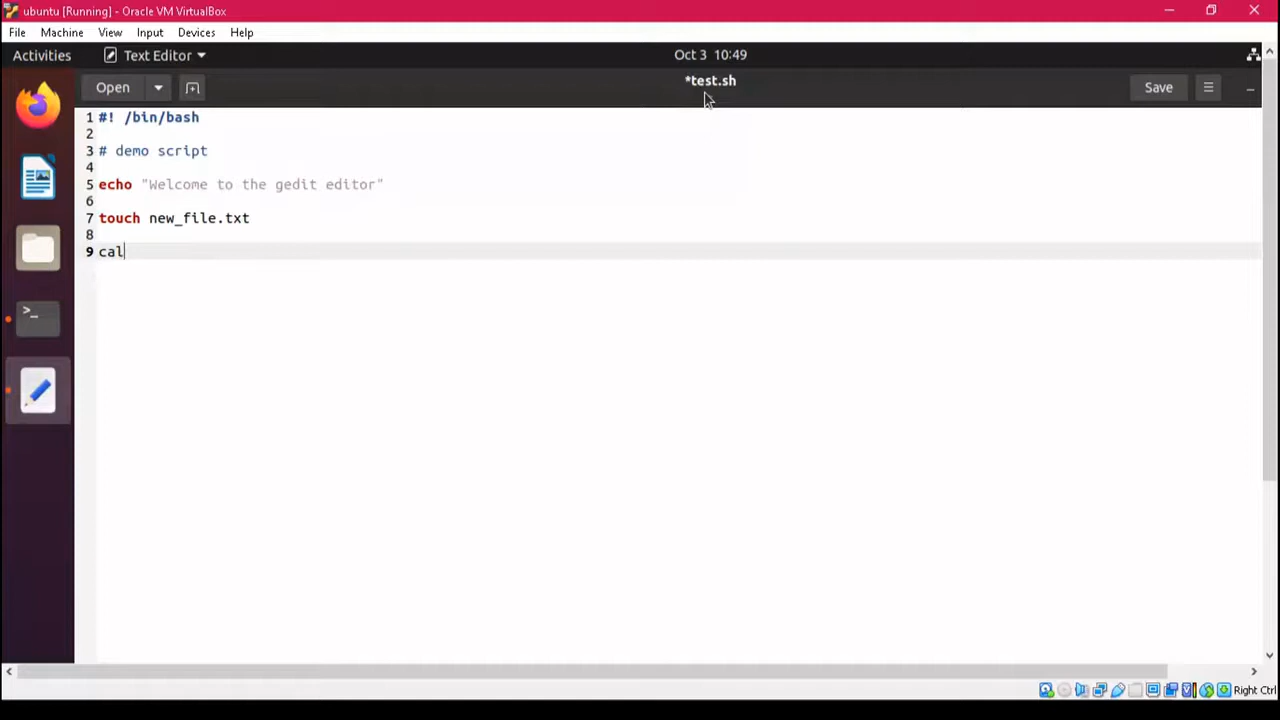 ubuntu [Running] - Oracle VM VirtualBox
File Machine View Input Devices Help
Activities Text Editor Oct 3 10:49
Open *test.sh Save
1 #! /bin/bash
2
3 # demo script
4
5 echo "Welcome to the gedit editor"
6
7 touch new_file.txt
8
9 cal
Right Ctrl